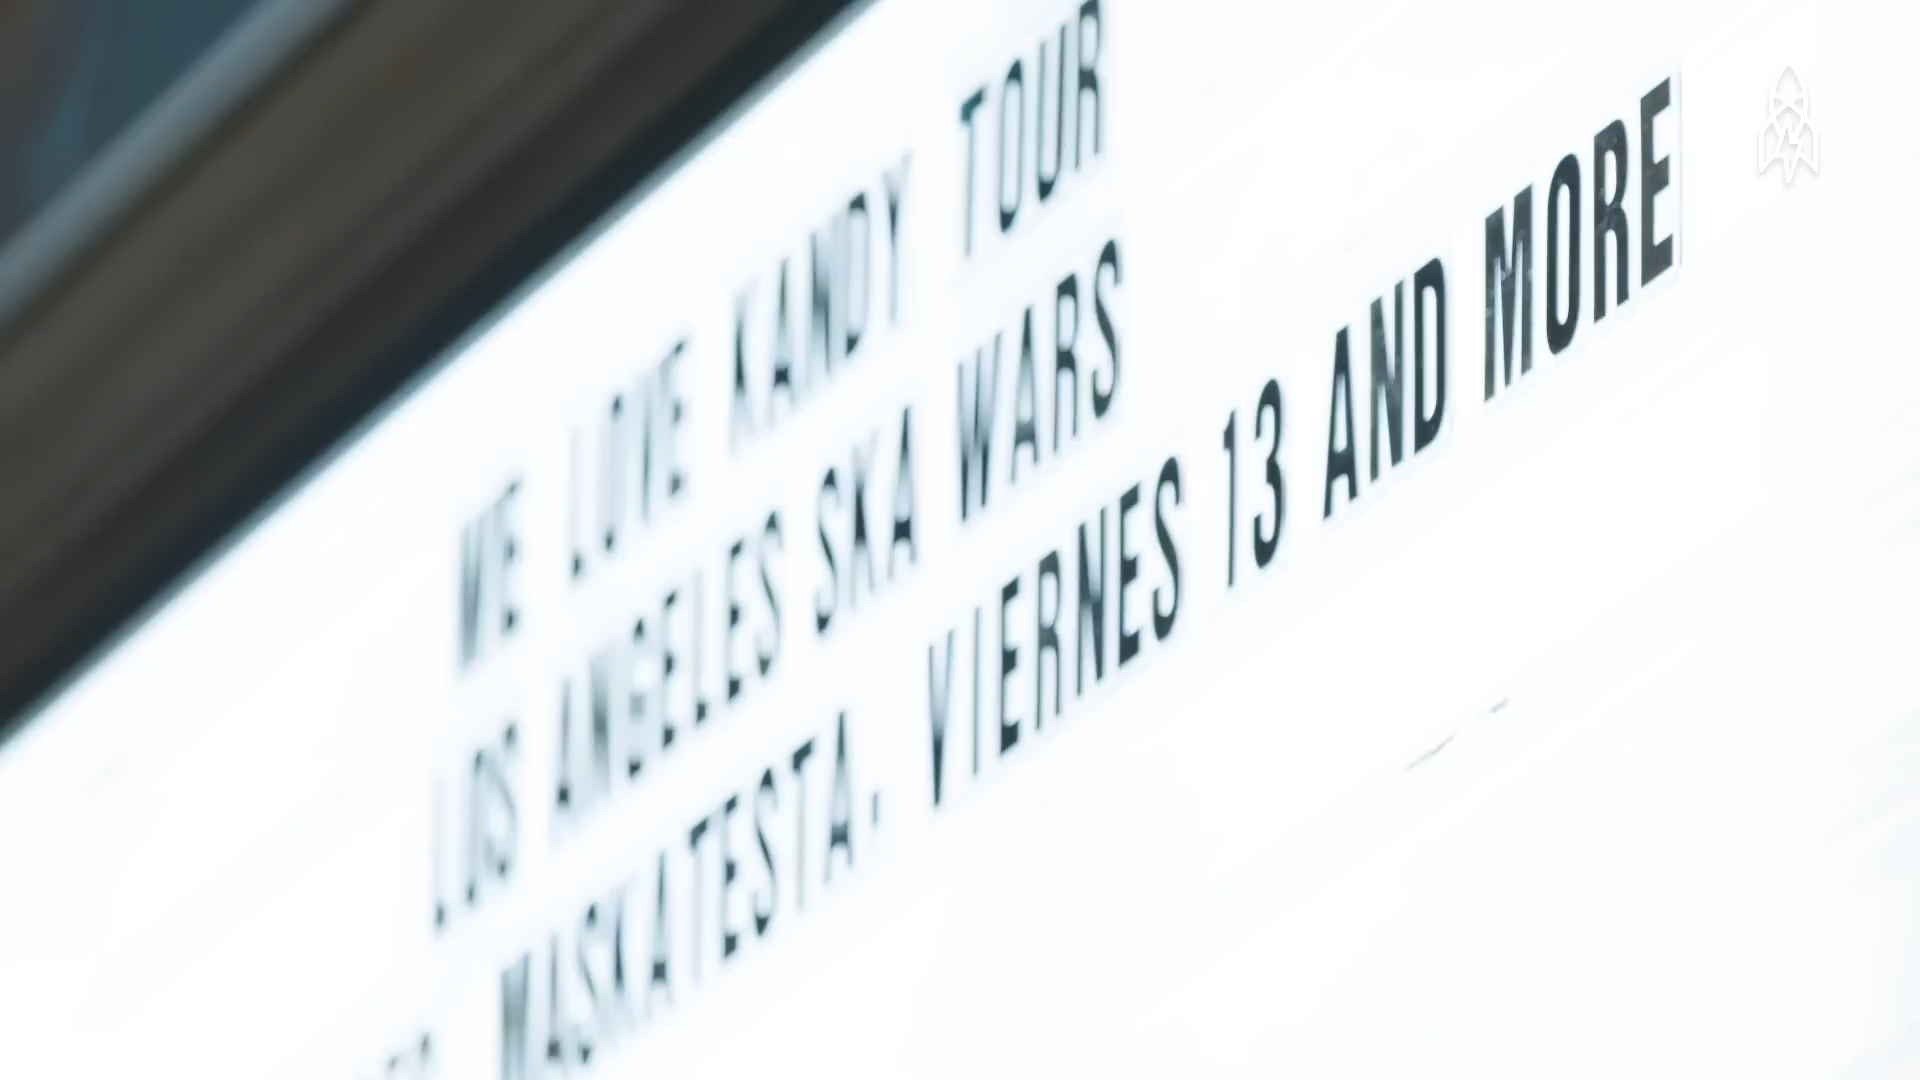 WE LOVE KANDY TOUR
LOS ANGELES SKA WARS
MASKATESTA, VIERNES 13 AND MORE